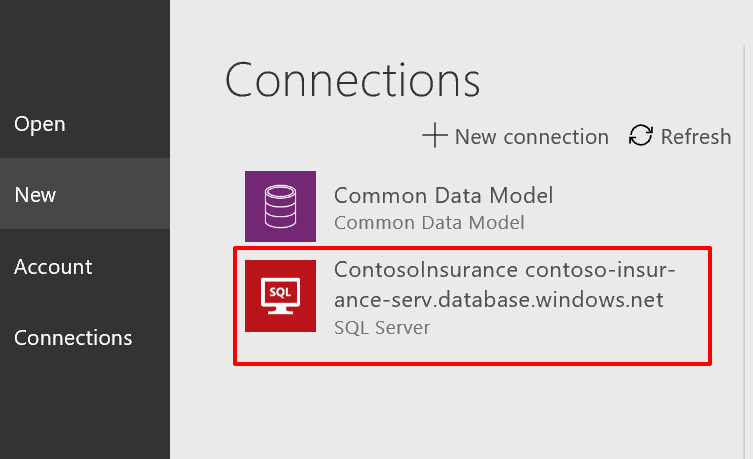 Connections
Open
New
Account
Connections
New connection
Refresh
Common Data Model
Common Data Model
SQL
ContosoInsurance contoso-insur-
ance-serv.database.windows.net
SQL Server